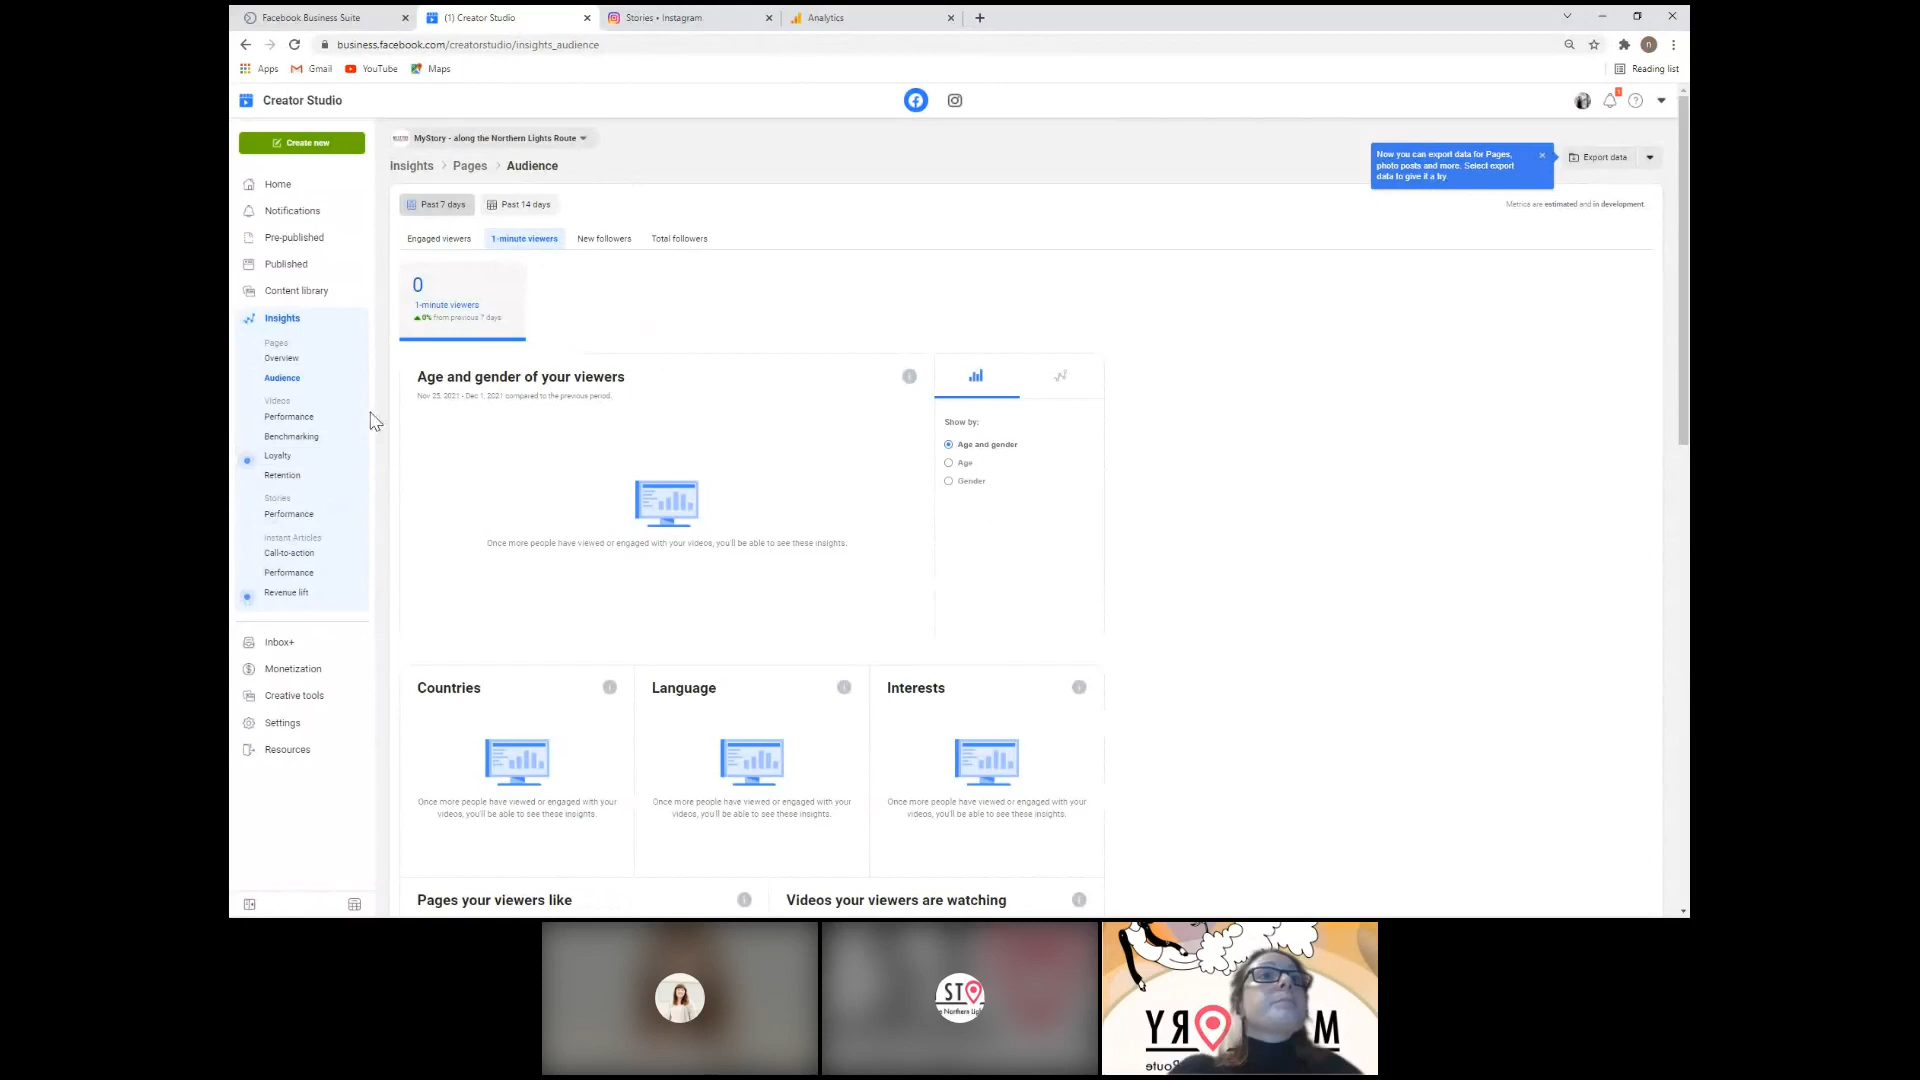 Facebook Business Suite
(1) Creator Studio
Stories • Instagram
Analytics
business.facebook.com/creatorstudio/insights_audience
n
Apps
Gmail
YouTube
Maps
Reading list
Creator Studio
1
Create new
MyStory - along the Northern Lights Route
Insights > Pages > Audience
Now you can export data for Pages,
photo posts and more. Select export
data to give it a try.
Export data
Home
Notifications
Pre-published
Published
Content library
Insights
Pages
Overview
Audience
Videos
Performance
Benchmarking
Loyalty
Retention
Stories
Performance
Instant Articles
Call-to-action
Performance
Revenue lift
Inbox+
Monetization
Creative tools
Settings
Resources
Past 7 days
Past 14 days
Metrics are estimated and in development.
Engaged viewers
1-minute viewers
New followers
Total followers
0
1-minute viewers
0% from previous 7 days
Age and gender of your viewers
Nov 25, 2021 - Dec 1, 2021 compared to the previous period.
Once more people have viewed or engaged with your videos, you'll be able to see these insights.
Show by:
Age and gender
Age
Gender
Countries
Once more people have viewed or engaged with your
videos, you'll be able to see these insights.
Language
Once more people have viewed or engaged with your
videos, you'll be able to see these insights.
Interests
Once more people have viewed or engaged with your
videos, you'll be able to see these insights.
Pages your viewers like
Videos your viewers are watching
ST
Northern Lig
M RY
oute